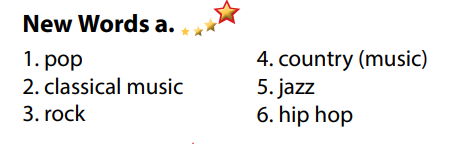 New Words a.
1. pop
2. classical music
3. rock
4. country (music)
5. jazz
6. hip hop